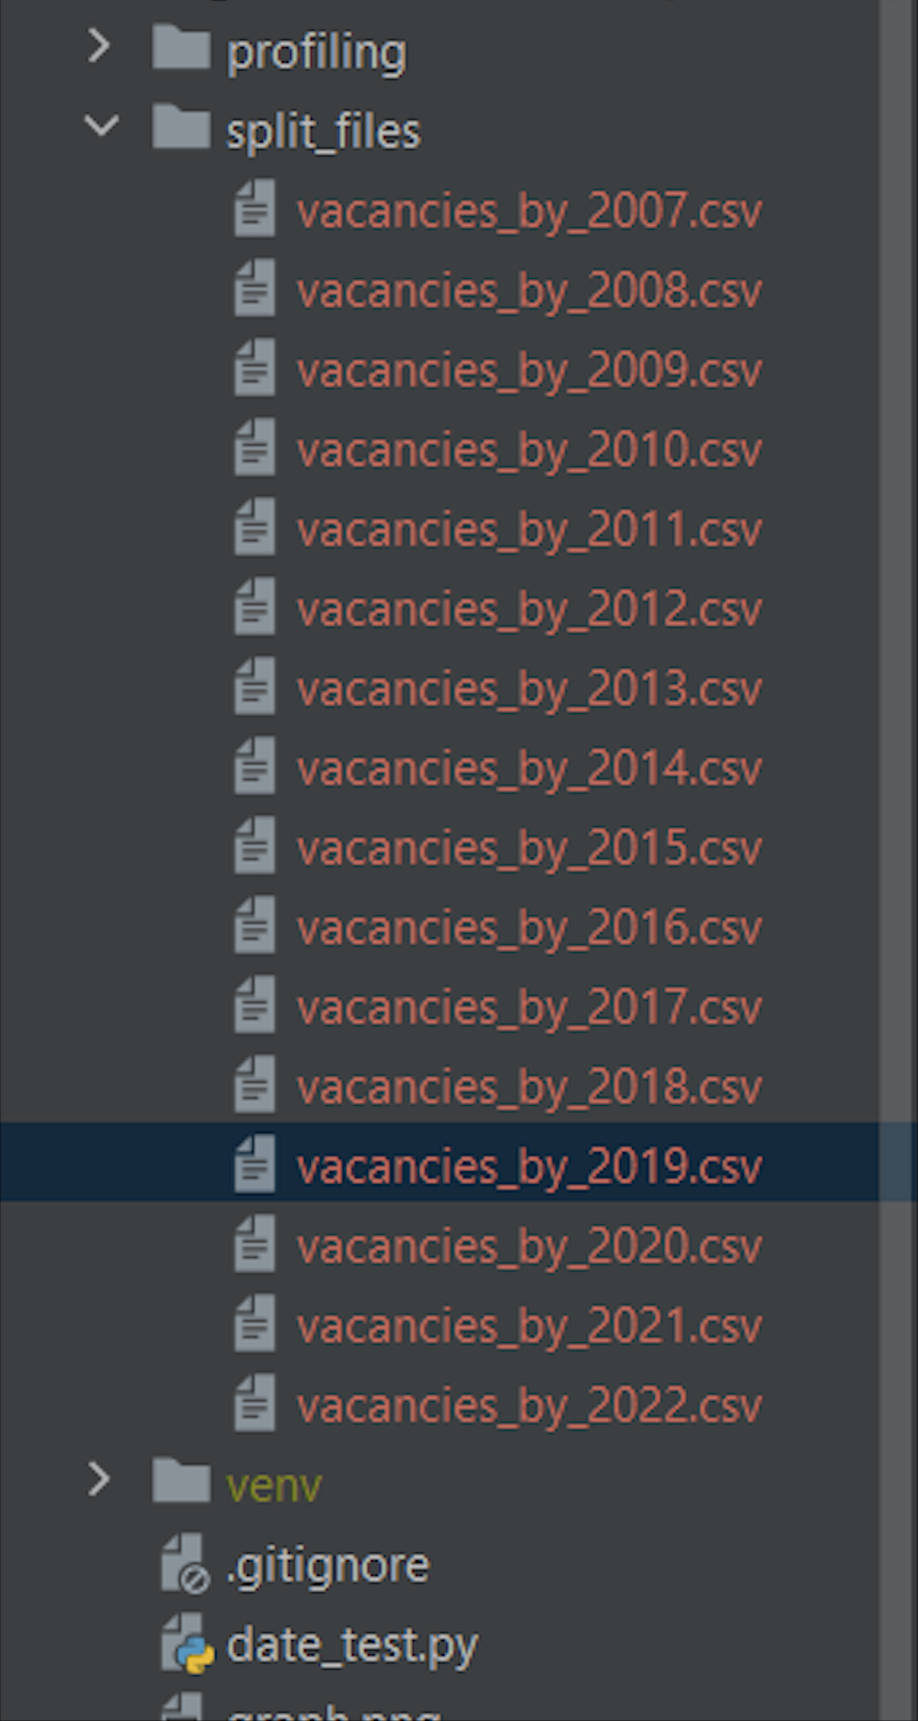 profiling
split_files
vacancies_by_2007.csv
vacancies_by_2008.csv
vacancies_by_2009.csv
vacancies_by_2010.csv
vacancies_by_2011.csv
vacancies_by_2012.csv
vacancies_by_2013.csv
vacancies_by_2014.csv
vacancies_by_2015.csv
vacancies_by_2016.csv
vacancies_by_2017.csv
vacancies_by_2018.csv
vacancies_by_2019.csv
vacancies_by_2020.csv
vacancies_by_2021.csv
vacancies_by_2022.csv
venv
.gitignore
date_test.py
graph.png